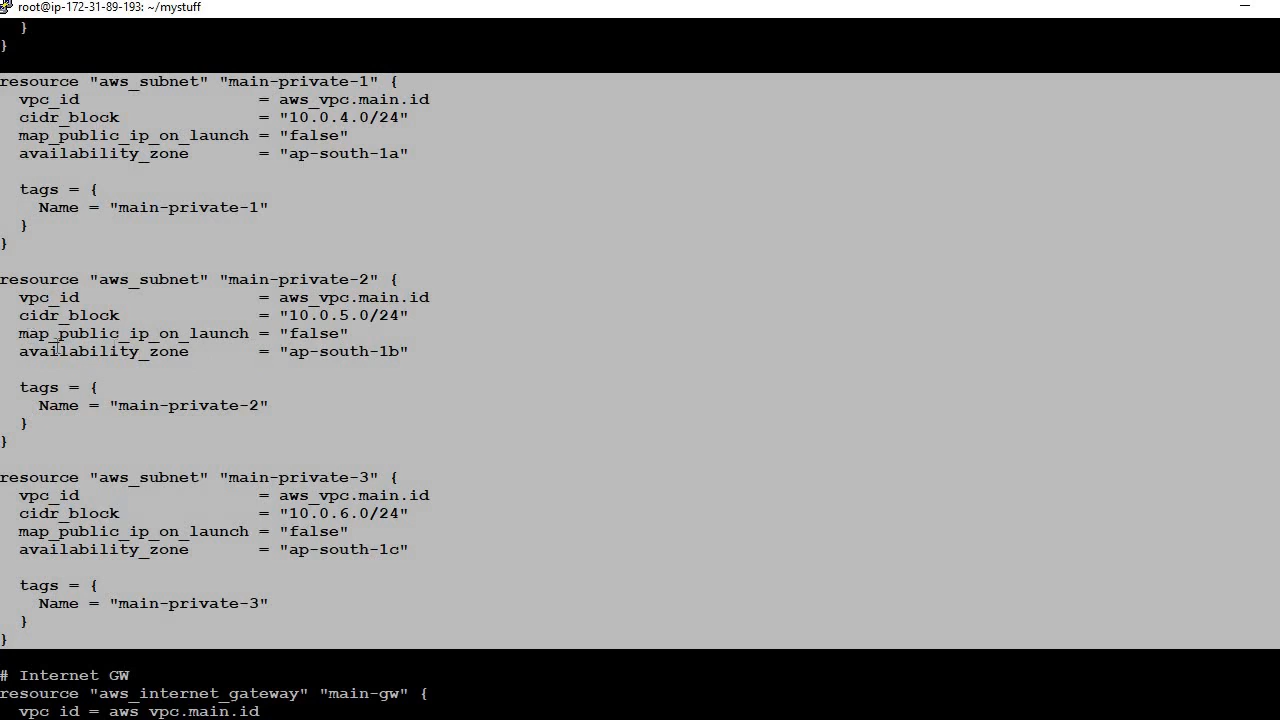 root@ip-172-31-89-193: ~/mystuff
  }
}
resource "aws_subnet" "main-private-1" {
  vpc_id                  = aws_vpc.main.id
  cidr_block              = "10.0.4.0/24"
  map_public_ip_on_launch = "false"
  availability_zone       = "ap-south-1a"
  tags = {
    Name = "main-private-1"
  }
}
resource "aws_subnet" "main-private-2" {
  vpc_id                  = aws_vpc.main.id
  cidr_block              = "10.0.5.0/24"
  map_public_ip_on_launch = "false"
  availability_zone       = "ap-south-1b"
  tags = {
    Name = "main-private-2"
  }
}
resource "aws_subnet" "main-private-3" {
  vpc_id                  = aws_vpc.main.id
  cidr_block              = "10.0.6.0/24"
  map_public_ip_on_launch = "false"
  availability_zone       = "ap-south-1c"
  tags = {
    Name = "main-private-3"
  }
}
# Internet GW
resource "aws_internet_gateway" "main-gw" {
  vpc_id = aws_vpc.main.id